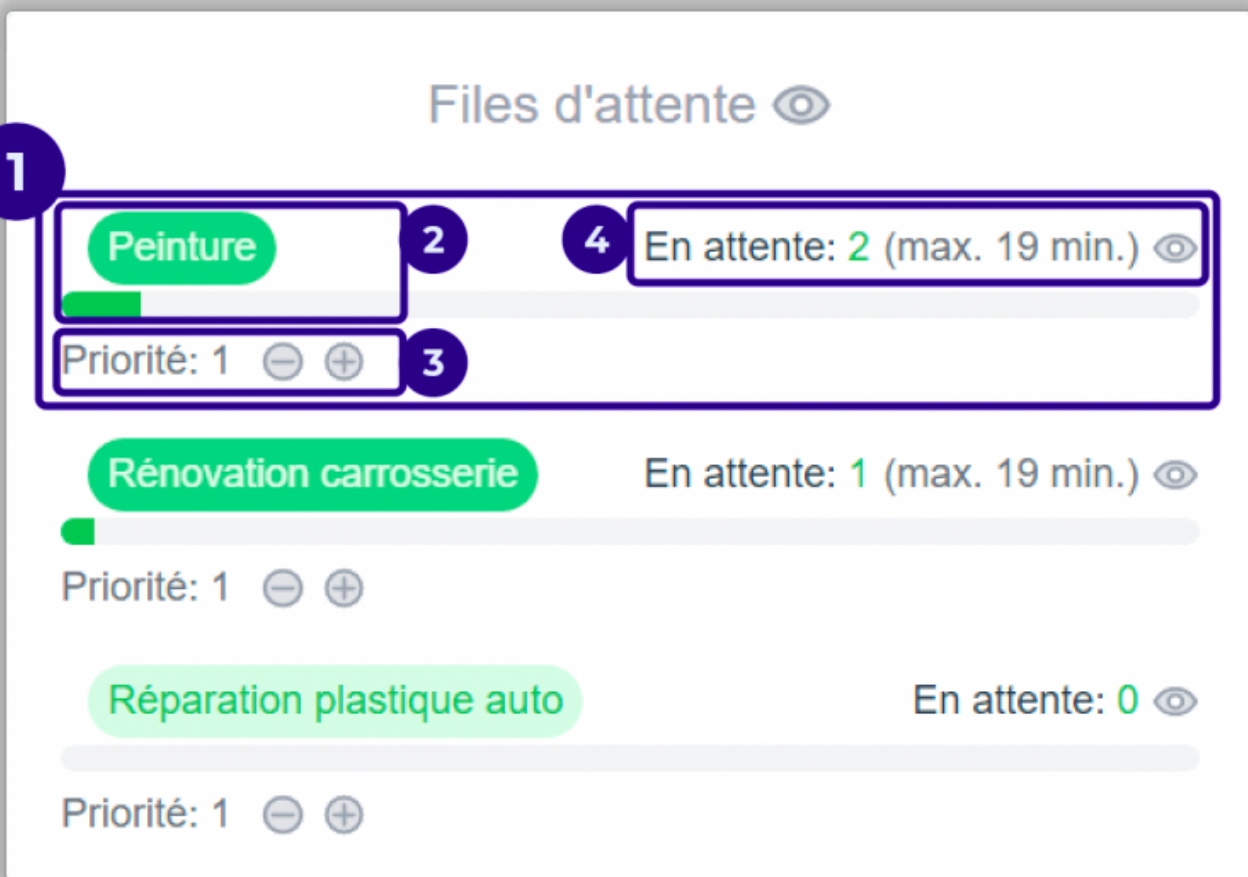 Files d'attente
1
Peinture 2 4 En attente: 2 (max. 19 min.)
Priorité: 1 3
Rénovation carrosserie En attente: 1 (max. 19 min.)
Priorité: 1
Réparation plastique auto En attente: 0
Priorité: 1